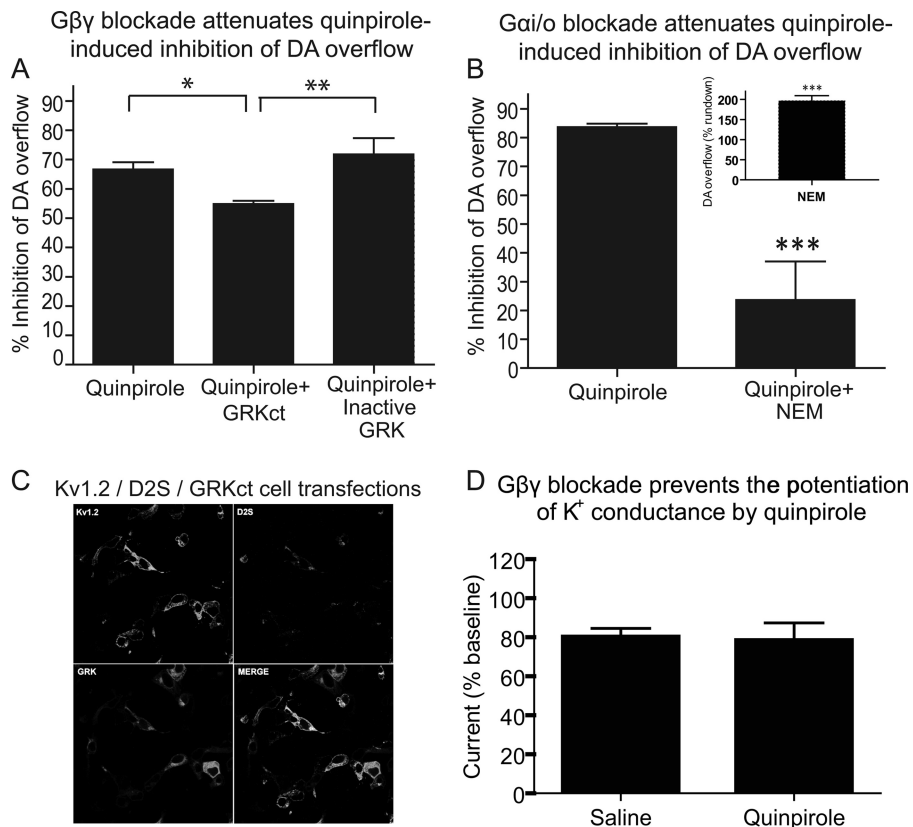 Gβγ blockade attenuates quinpirole-
induced inhibition of DA overflow
A
*
**
% Inhibition of DA overflow
90
80
70
60
50
40
30
20
10
0
Quinpirole
Quinpirole+
GRKct
Quinpirole+
Inactive
GRK
Gαi/o blockade attenuates quinpirole-
induced inhibition of DA overflow
B
% Inhibition of DA overflow
90
80
70
60
50
40
30
20
10
0
***
Quinpirole
Quinpirole+
NEM
DA overflow (% rundown)
200
150
100
50
0
***
NEM
C
Kv1.2 / D2S / GRKct cell transfections
Kv1.2
D2S
GRK
MERGE
D
Gβγ blockade prevents the potentiation
of K+ conductance by quinpirole
Current (% baseline)
120
100
80
60
40
20
0
Saline
Quinpirole